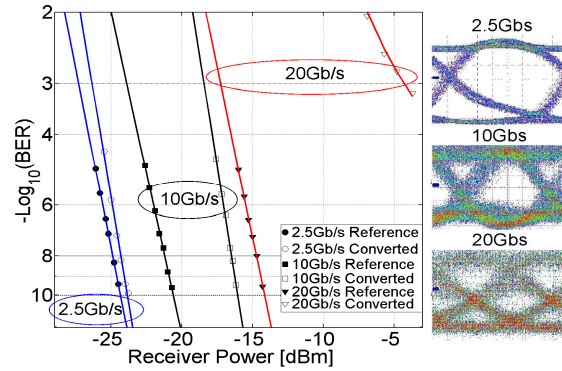 2
3
4
6
8
10
-Log10(BER)
20Gb/s
10Gb/s
2.5Gb/s
2.5Gb/s Reference
2.5Gb/s Converted
10Gb/s Reference
10Gb/s Converted
20Gb/s Reference
20Gb/s Converted
-25
-20
-15
-10
-5
Receiver Power [dBm]
2.5Gbs
10Gbs
20Gbs